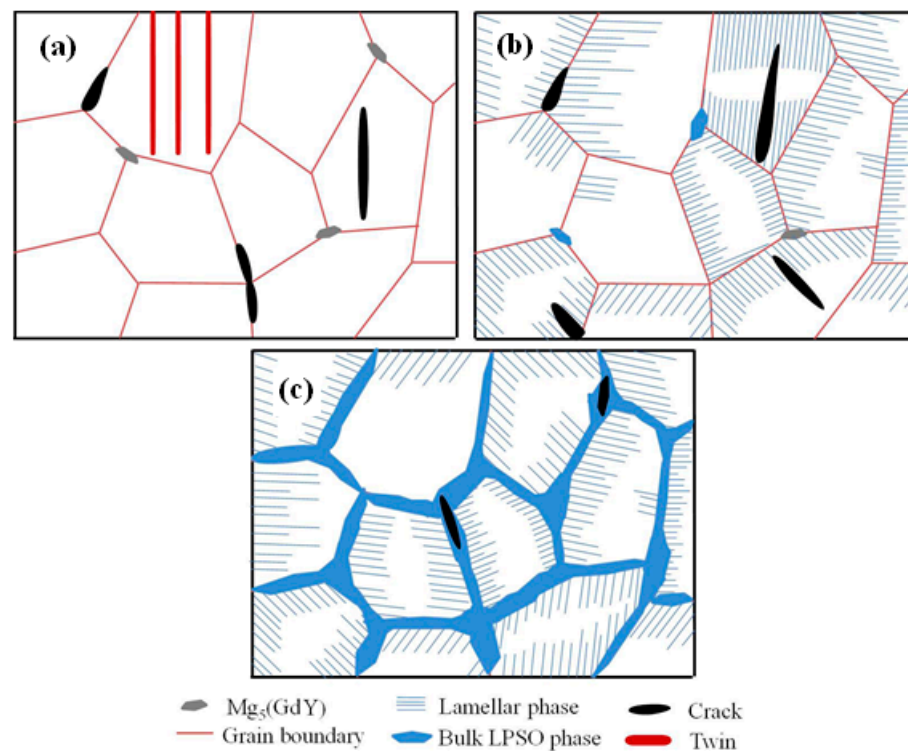 (a)
(b)
(c)
Mg₅(GdY) Lamellar phase Crack
Grain boundary Bulk LPSO phase Twin